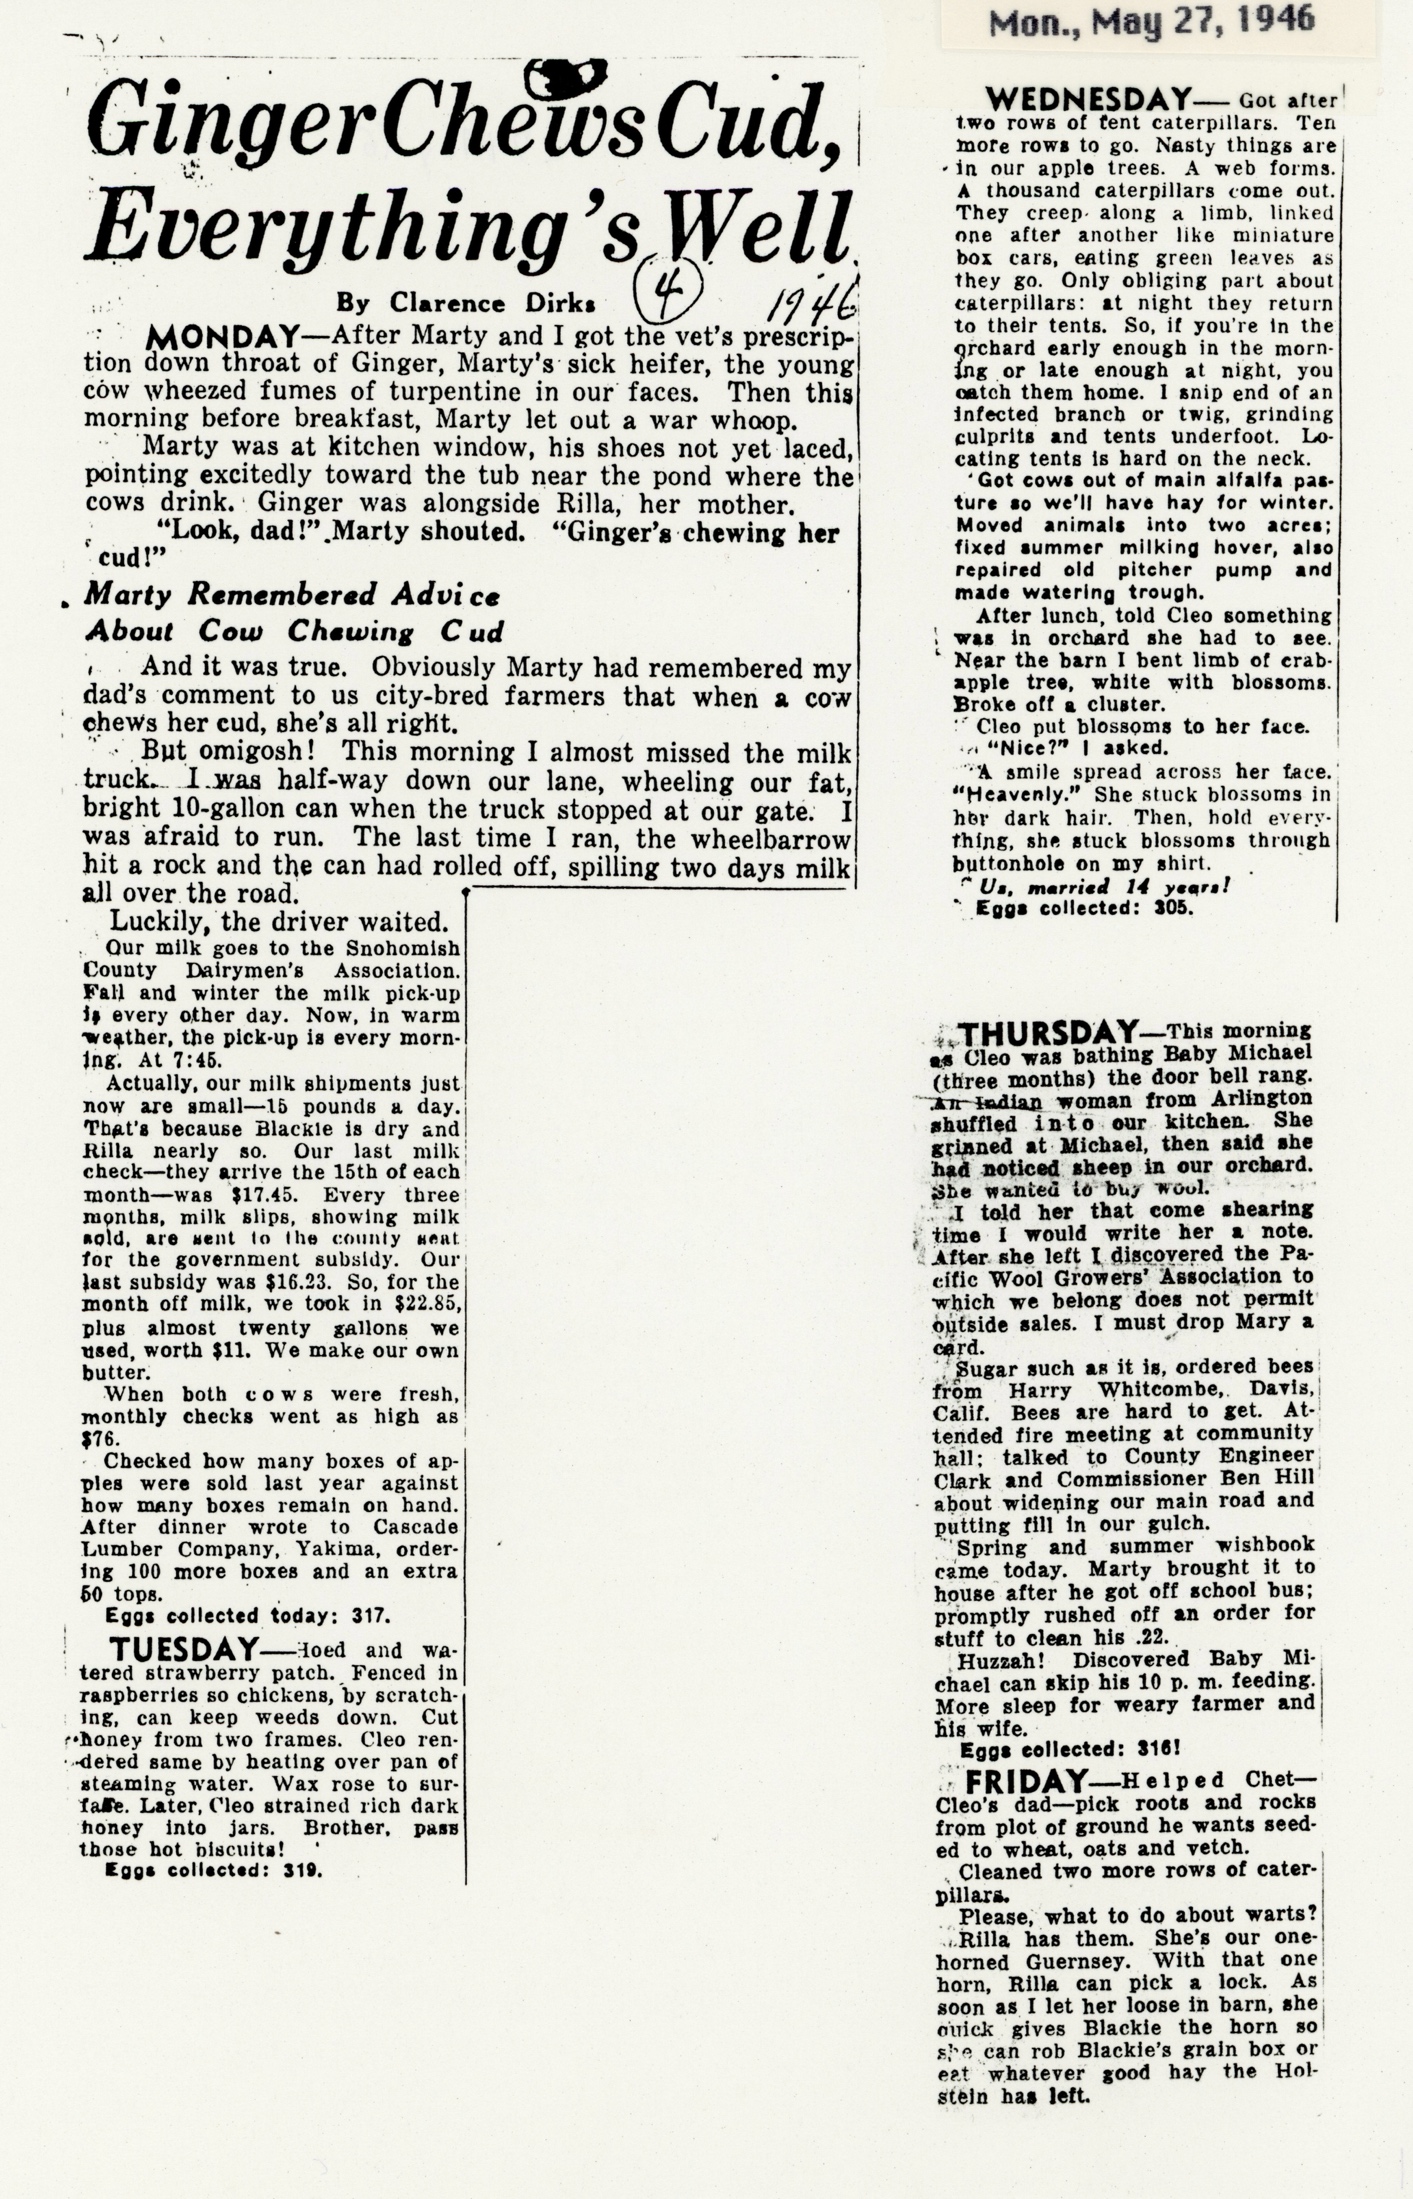 Mon., May 27, 1946
Ginger Chews Cud,
Everything's Well
By Clarence Dirks
4
1946
MONDAY—After Marty and I got the vet's prescrip-
tion down throat of Ginger, Marty's sick heifer, the young
cow wheezed fumes of turpentine in our faces. Then this
morning before breakfast, Marty let out a war whoop.
Marty was at kitchen window, his shoes not yet laced,
pointing excitedly toward the tub near the pond where the
cows drink. Ginger was alongside Rilla, her mother.
"Look, dad!" Marty shouted. "Ginger's chewing her
cud!"
Marty Remembered Advice
About Cow Chewing Cud
And it was true. Obviously Marty had remembered my
dad's comment to us city-bred farmers that when a cow
chews her cud, she's all right.
But omigosh! This morning I almost missed the milk
truck. I was half-way down our lane, wheeling our fat,
bright 10-gallon can when the truck stopped at our gate. I
was afraid to run. The last time I ran, the wheelbarrow
hit a rock and the can had rolled off, spilling two days milk
all over the road.
Luckily, the driver waited.
Our milk goes to the Snohomish
County Dairymen's Association.
Fall and winter the milk pick-up
is every other day. Now, in warm
weather, the pick-up is every morn-
ing. At 7:45.
Actually, our milk shipments just
now are small—15 pounds a day.
That's because Blackie is dry and
Rilla nearly so. Our last milk
check—they arrive the 15th of each
month—was $17.45. Every three
months, milk slips, showing milk
sold, are sent to the county seat
for the government subsidy. Our
last subsidy was $16.23. So, for the
month off milk, we took in $22.85,
plus almost twenty gallons we
used, worth $11. We make our own
butter.
When both cows were fresh,
monthly checks went as high as
$76.
Checked how many boxes of ap-
ples were sold last year against
how many boxes remain on hand.
After dinner wrote to Cascade
Lumber Company, Yakima, order-
ing 100 more boxes and an extra
50 tops.
Eggs collected today: 317.
TUESDAY—Hoed and wa-
tered strawberry patch. Fenced in
raspberries so chickens, by scratch-
ing, can keep weeds down. Cut
honey from two frames. Cleo ren-
dered same by heating over pan of
steaming water. Wax rose to sur-
face. Later, Cleo strained rich dark
honey into jars. Brother, pass
those hot biscuits!
Eggs collected: 319.
WEDNESDAY— Got after
two rows of tent caterpillars. Ten
more rows to go. Nasty things are
in our apple trees. A web forms.
A thousand caterpillars come out.
They creep along a limb, linked
one after another like miniature
box cars, eating green leaves as
they go. Only obliging part about
caterpillars: at night they return
to their tents. So, if you're in the
orchard early enough in the morn-
ing or late enough at night, you
catch them home. I snip end of an
infected branch or twig, grinding
culprits and tents underfoot. Lo-
cating tents is hard on the neck.
Got cows out of main alfalfa pas-
ture so we'll have hay for winter.
Moved animals into two acres;
fixed summer milking hover, also
repaired old pitcher pump and
made watering trough.
After lunch, told Cleo something
was in orchard she had to see.
Near the barn I bent limb of crab-
apple tree, white with blossoms.
Broke off a cluster.
Cleo put blossoms to her face.
"Nice?" I asked.
A smile spread across her face.
"Heavenly." She stuck blossoms in
her dark hair. Then, hold every-
thing, she stuck blossoms through
buttonhole on my shirt.
Us, married 14 years!
Eggs collected: 305.
THURSDAY—This morning
as Cleo was bathing Baby Michael
(three months) the door bell rang.
An Indian woman from Arlington
shuffled into our kitchen. She
grinned at Michael, then said she
had noticed sheep in our orchard.
She wanted to buy wool.
I told her that come shearing
time I would write her a note.
After she left I discovered the Pa-
cific Wool Growers' Association to
which we belong does not permit
outside sales. I must drop Mary a
card.
Sugar such as it is, ordered bees
from Harry Whitcombe, Davis,
Calif. Bees are hard to get. At-
tended fire meeting at community
hall; talked to County Engineer
Clark and Commissioner Ben Hill
about widening our main road and
putting fill in our gulch.
Spring and summer wishbook
came today. Marty brought it to
house after he got off school bus;
promptly rushed off an order for
stuff to clean his .22.
Huzzah! Discovered Baby Mi-
chael can skip his 10 p. m. feeding.
More sleep for weary farmer and
his wife.
Eggs collected: 316!
FRIDAY—Helped Chet—
Cleo's dad—pick roots and rocks
from plot of ground he wants seed-
ed to wheat, oats and vetch.
Cleaned two more rows of cater-
pillars.
Please, what to do about warts?
Rilla has them. She's our one-
horned Guernsey. With that one
horn, Rilla can pick a lock. As
soon as I let her loose in barn, she
quick gives Blackie the horn so
she can rob Blackie's grain box or
eat whatever good hay the Hol-
stein has left.